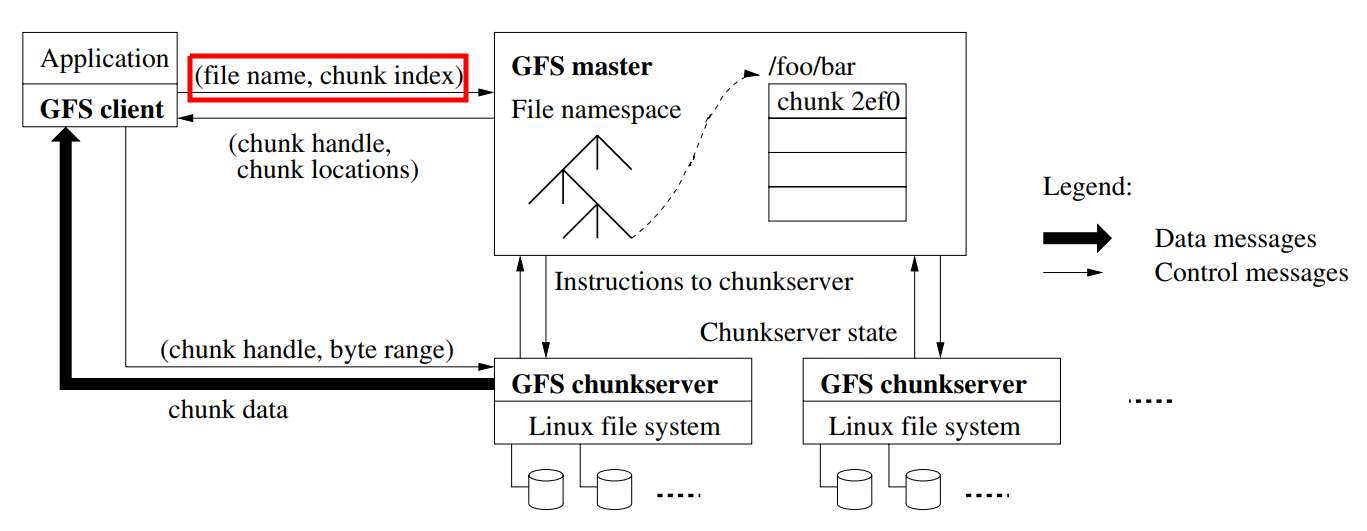 Application
GFS client
(file name, chunk index)
(chunk handle,
chunk locations)
GFS master
File namespace
/foo/bar
chunk 2ef0
Legend:
Data messages
Control messages
Instructions to chunkserver
Chunkserver state
(chunk handle, byte range)
chunk data
GFS chunkserver
Linux file system
GFS chunkserver
Linux file system